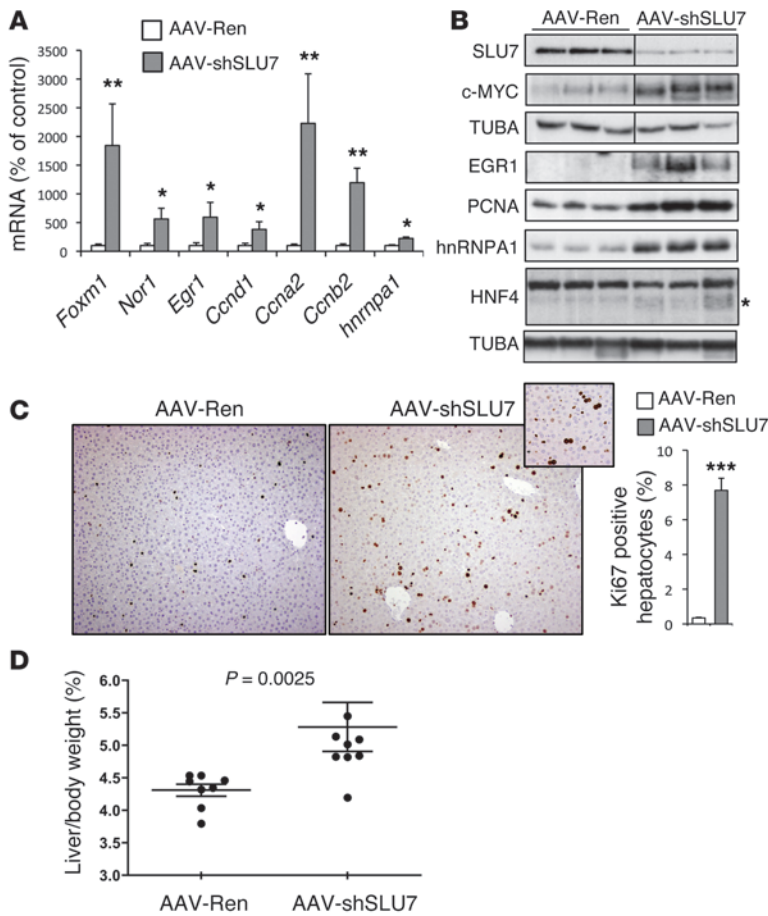 A
AAV-Ren
AAV-shSLU7
mRNA (% of control)
3500
3000
2500
2000
1500
1000
500
0
**
*
*
*
**
**
*
Foxm1
Nor1
Egr1
Ccnd1
Ccna2
Ccnb2
hnrnpa1
B
AAV-Ren AAV-shSLU7
SLU7
c-MYC
TUBA
EGR1
PCNA
hnRNPA1
HNF4
*
TUBA
C
AAV-Ren
AAV-shSLU7
AAV-Ren
AAV-shSLU7
Ki67 positive
hepatocytes (%)
10
8
6
4
2
0
***
D
Liver/body weight (%)
6.0
5.5
5.0
4.5
4.0
3.5
3.0
P = 0.0025
AAV-Ren
AAV-shSLU7